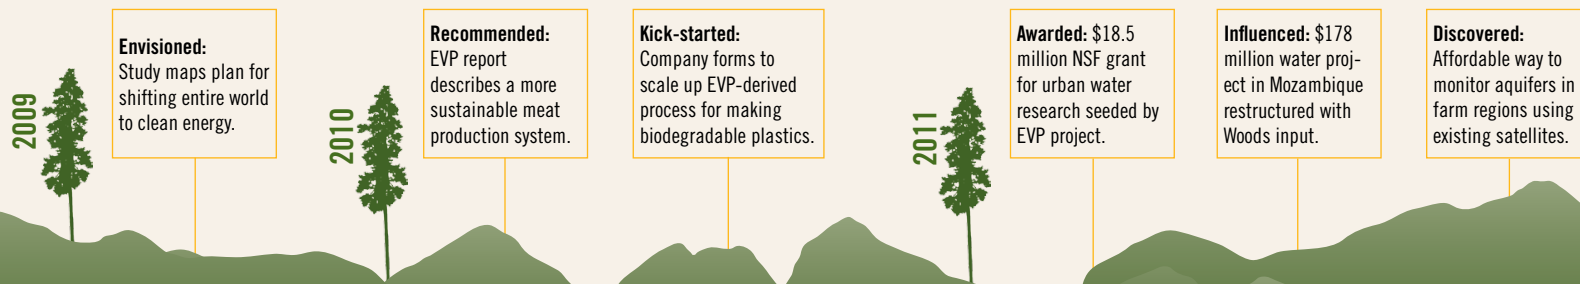 2009
Envisioned:
Study maps plan for
shifting entire world
to clean energy.
2010
Recommended:
EVP report
describes a more
sustainable meat
production system.
Kick-started:
Company forms to
scale up EVP-derived
process for making
biodegradable plastics.
2011
Awarded: $18.5
million NSF grant
for urban water
research seeded by
EVP project.
Influenced: $178
million water proj-
ect in Mozambique
restructured with
Woods input.
Discovered:
Affordable way to
monitor aquifers in
farm regions using
existing satellites.